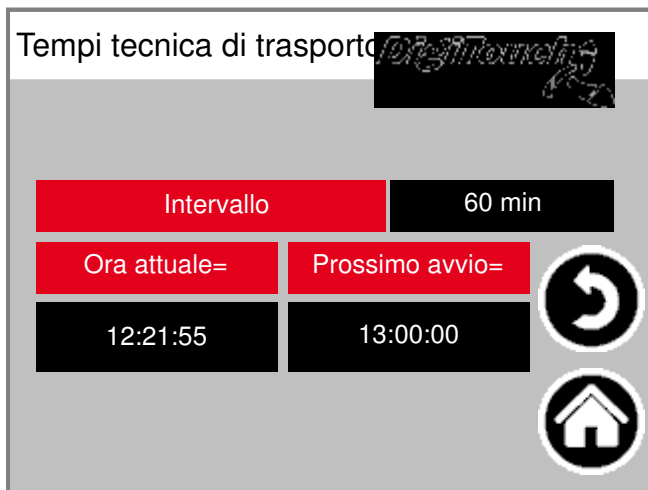 Tempi tecnica di trasporto
DigiTouch
Intervallo
60 min
Ora attuale=
Prossimo avvio=
12:21:55
13:00:00